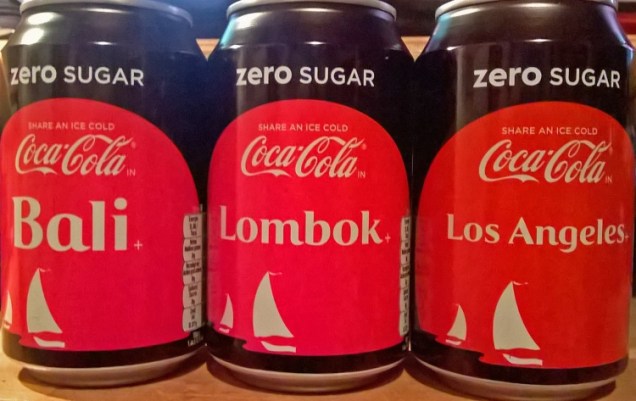 zero SUGAR
SHARE AN ICE COLD
Coca-Cola
IN
Bali+
zero SUGAR
SHARE AN ICE COLD
Coca-Cola
IN
Lombok+
zero SUGAR
SHARE AN ICE COLD
Coca-Cola®
IN
Los Angeles+